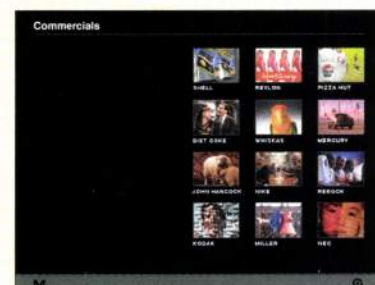 Commercials
SHELL REVLON PIZZA HUT
DIET COKE WHISKAS MERCURY
JOHN HANCOCK NIKE REEBOK
KODAK MILLER NEC
M